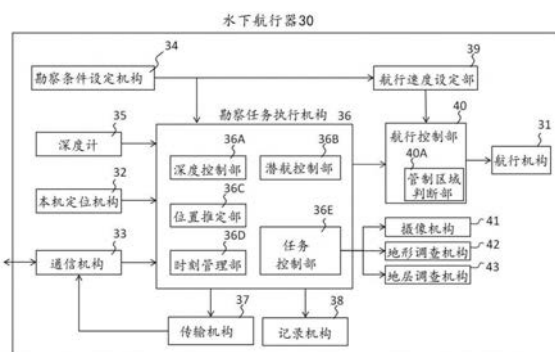 水下航行器30
勘察条件设定机构
34
航行速度设定部
39
勘察任务执行机构 36
深度计
35
36A
深度控制部
36B
潜航控制部
航行控制部
40
40A
管制区域
判断部
航行机构
31
本机定位机构
32
36C
位置推定部
36D
时刻管理部
36E
任务
控制部
通信机构
33
摄像机构
41
地形调查机构
42
地层调查机构
43
传输机构
37
记录机构
38